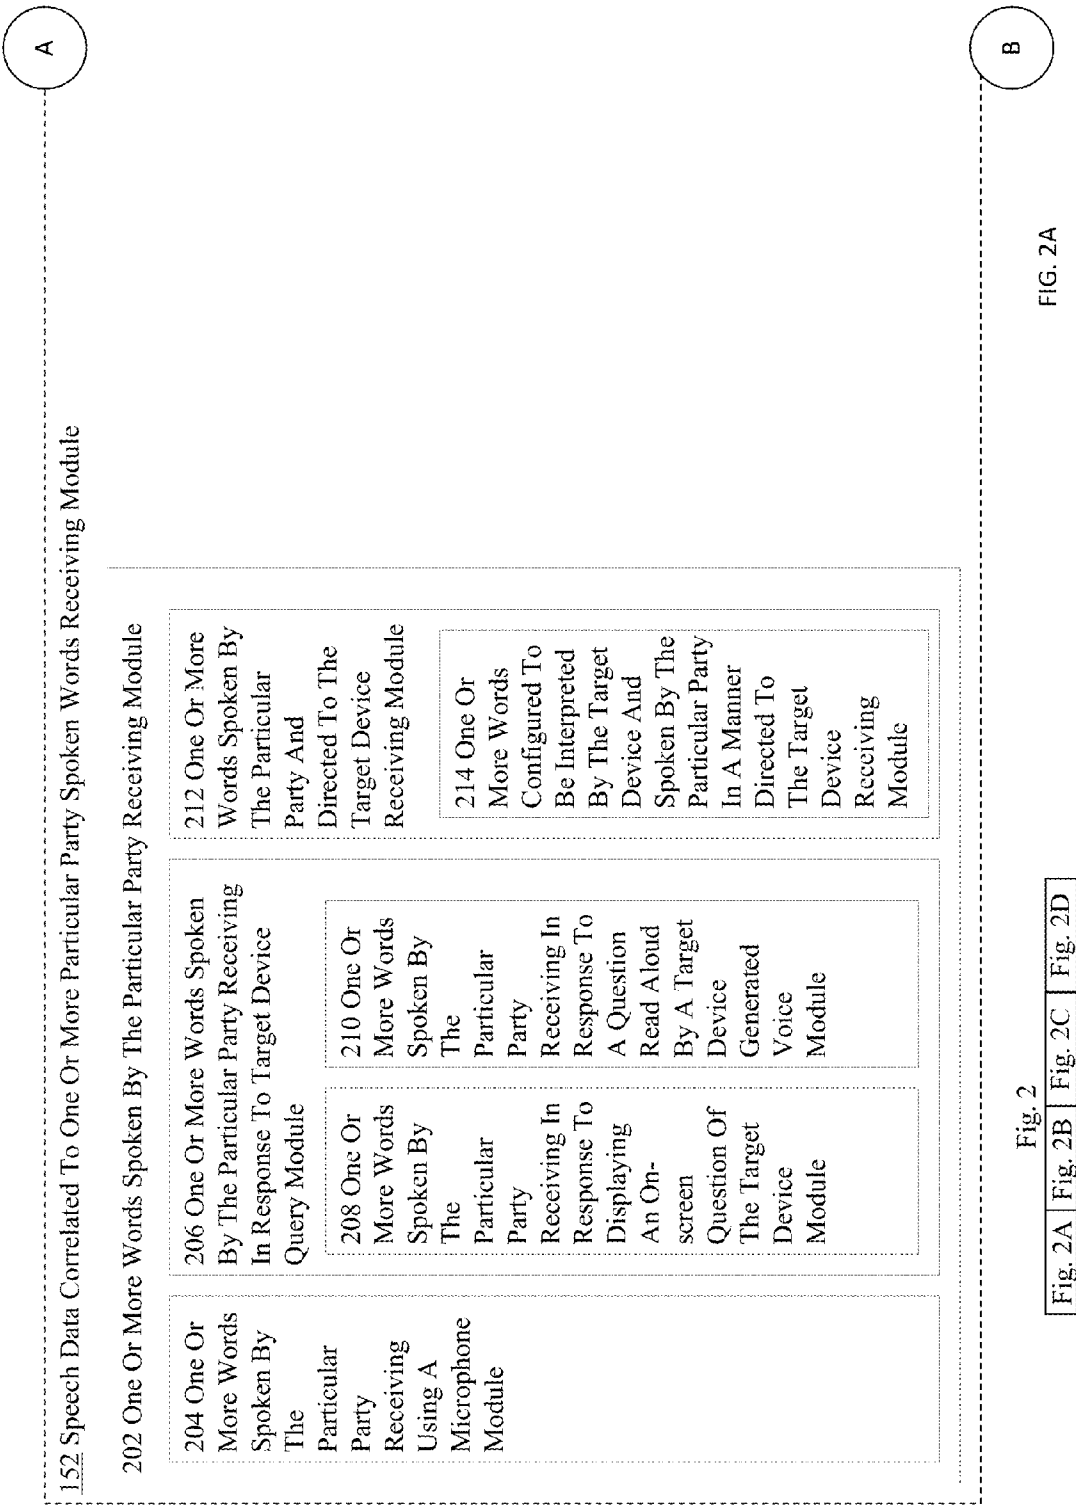 152 Speech Data Correlated To One Or More Particular Party Spoken Words Receiving Module
202 One Or More Words Spoken By The Particular Party Receiving Module
204 One Or
More Words
Spoken By
The
Particular
Party
Receiving
Using A
Microphone
Module
206 One Or More Words Spoken
By The Particular Party Receiving
In Response To Target Device
Query Module
208 One Or
More Words
Spoken By
The
Particular
Party
Receiving In
Response To
Displaying
An On-
screen
Question Of
The Target
Device
Module
210 One Or
More Words
Spoken By
The
Particular
Party
Receiving In
Response To
A Question
Read Aloud
By A Target
Device
Generated
Voice
Module
212 One Or More
Words Spoken By
The Particular
Party And
Directed To The
Target Device
Receiving Module
214 One Or
More Words
Configured To
Be Interpreted
By The Target
Device And
Spoken By The
Particular Party
In A Manner
Directed To
The Target
Device
Receiving
Module
A
B
Fig. 2
Fig. 2A Fig. 2B Fig. 2C Fig. 2D
FIG. 2A